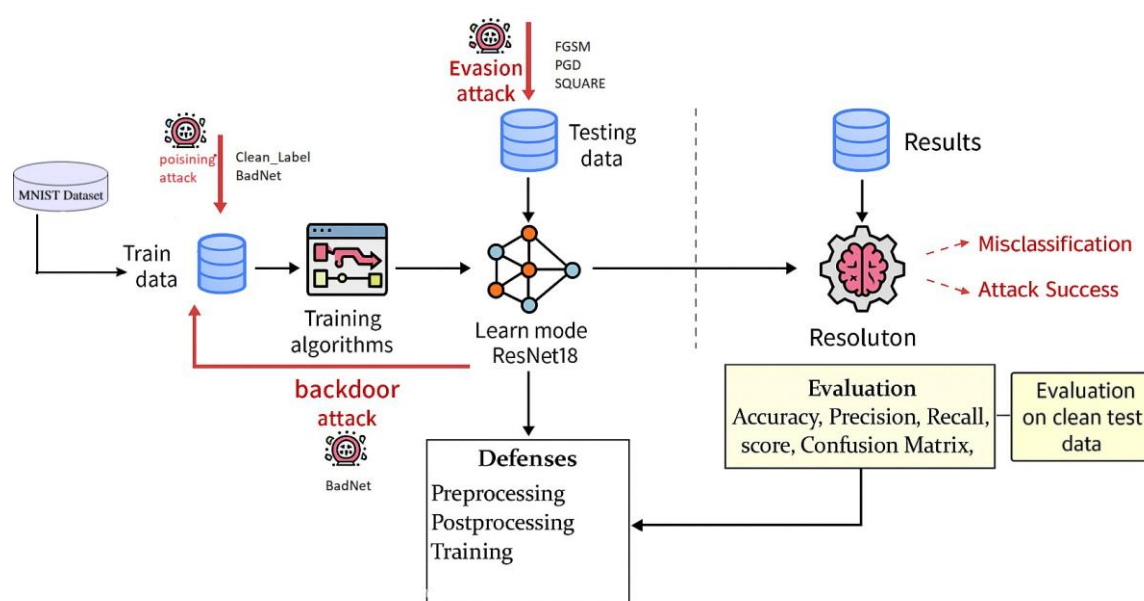 Evasion
attack
FGSM
PGD
SQUARE
Testing
data
Results
poisining
attack
Clean_Label
BadNet
MNIST Dataset
Train
data
Training
algorithms
Learn mode
ResNet18
Resoluton
Misclassification
Attack Success
backdoor
attack
BadNet
Defenses
Preprocessing
Postprocessing
Training
Evaluation
Accuracy, Precision, Recall,
score, Confusion Matrix,
Evaluation
on clean test
data